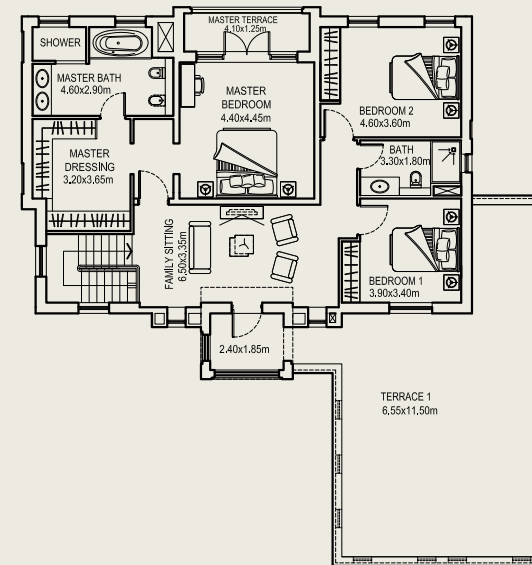 SHOWER
MASTER TERRACE
4.10x1.25m
MASTER BATH
4.60x2.90m
MASTER
BEDROOM
4.40x4.45m
BEDROOM 2
4.60x3.60m
MASTER
DRESSING
3.20x3.65m
BATH
3.30x1.80m
FAMILY SITTING
6.50x3.35m
BEDROOM 1
3.90x3.40m
2.40x1.85m
TERRACE 1
6.55x11.50m